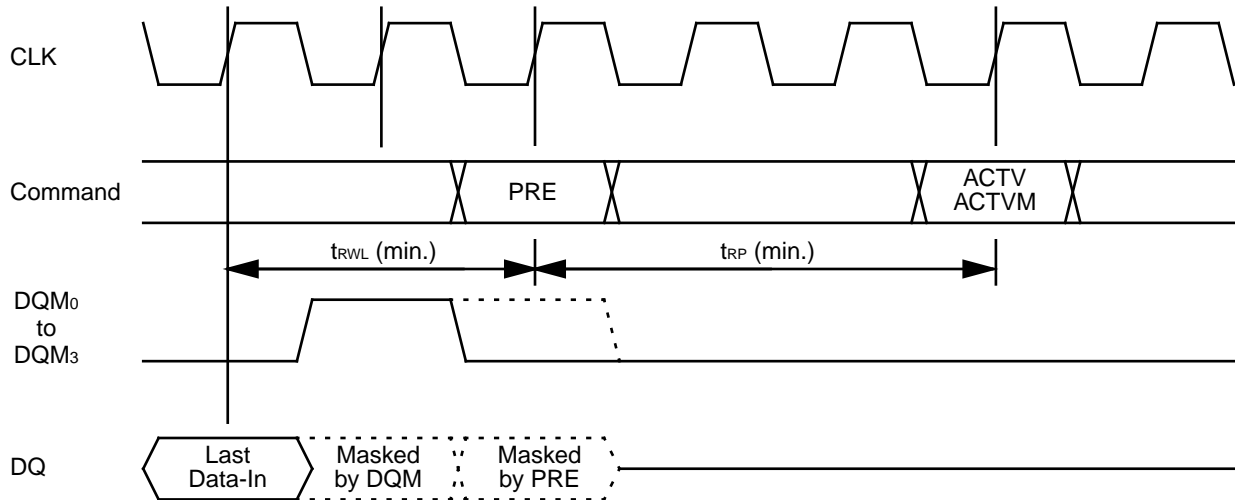 CLK
Command
PRE
ACTV
ACTVM
tRWL (min.)
tRP (min.)
DQM0
to
DQM3
DQ
Last
Data-In
Masked
by DQM
Masked
by PRE